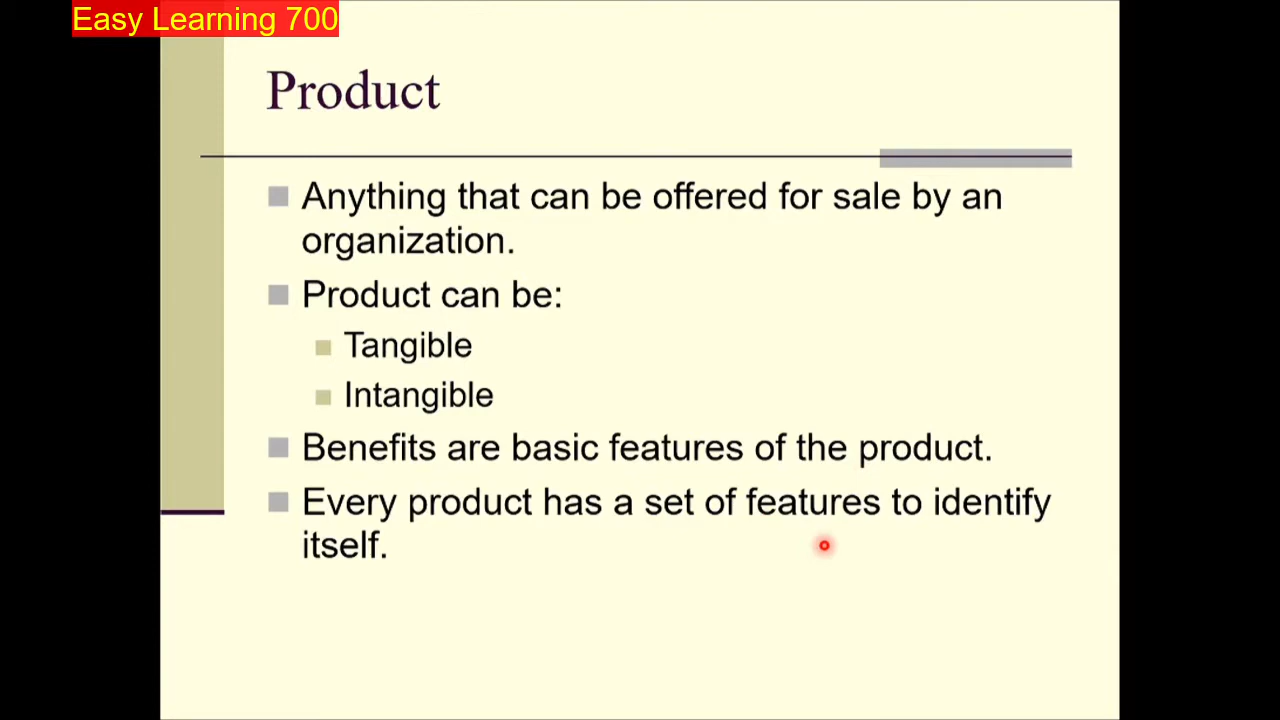 Easy Learning 700
Product
Anything that can be offered for sale by an
organization.
Product can be:
Tangible
Intangible
Benefits are basic features of the product.
Every product has a set of features to identify
itself.